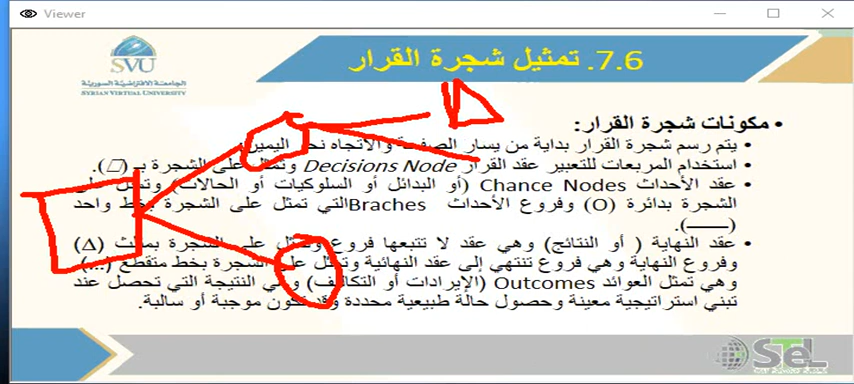 Viewer
SVU
الجامعة الافتراضية السورية
SYRIAN VIRTUAL UNIVERSITY
7.6. تمثيل شجرة القرار
• مكونات شجرة القرار:
يتم رسم شجرة القرار بداية من يسار الصفحة والاتجاه نحو اليمين
• استخدام المربعات للتعبير عقد القرار Decisions Node وتمثل على الشجرة بـ (□).
• عقد الأحداث Chance Nodes (أو البدائل أو السلوكيات أو الحالات) وتمثل على
الشجرة بدائرة (O) وفروع الأحداث Braches التي تمثل على الشجرة بخط واحد
(ــــــ).
• عقد النهاية ( أو النتائج) وهي عقد لا تتبعها فروع وتمثل على الشجرة بمثلث (Δ)
وفروع النهاية وهي فروع تنتهي إلى عقد النهائية وتمثل على الشجرة بخط متقطع (...)
وهي تمثل العوائد Outcomes (الإيرادات أو التكاليف) وهي النتيجة التي تحصل عند
تبني استراتيجية معينة وحصول حالة طبيعية محددة وقد تكون موجبة أو سالبة.
SteL